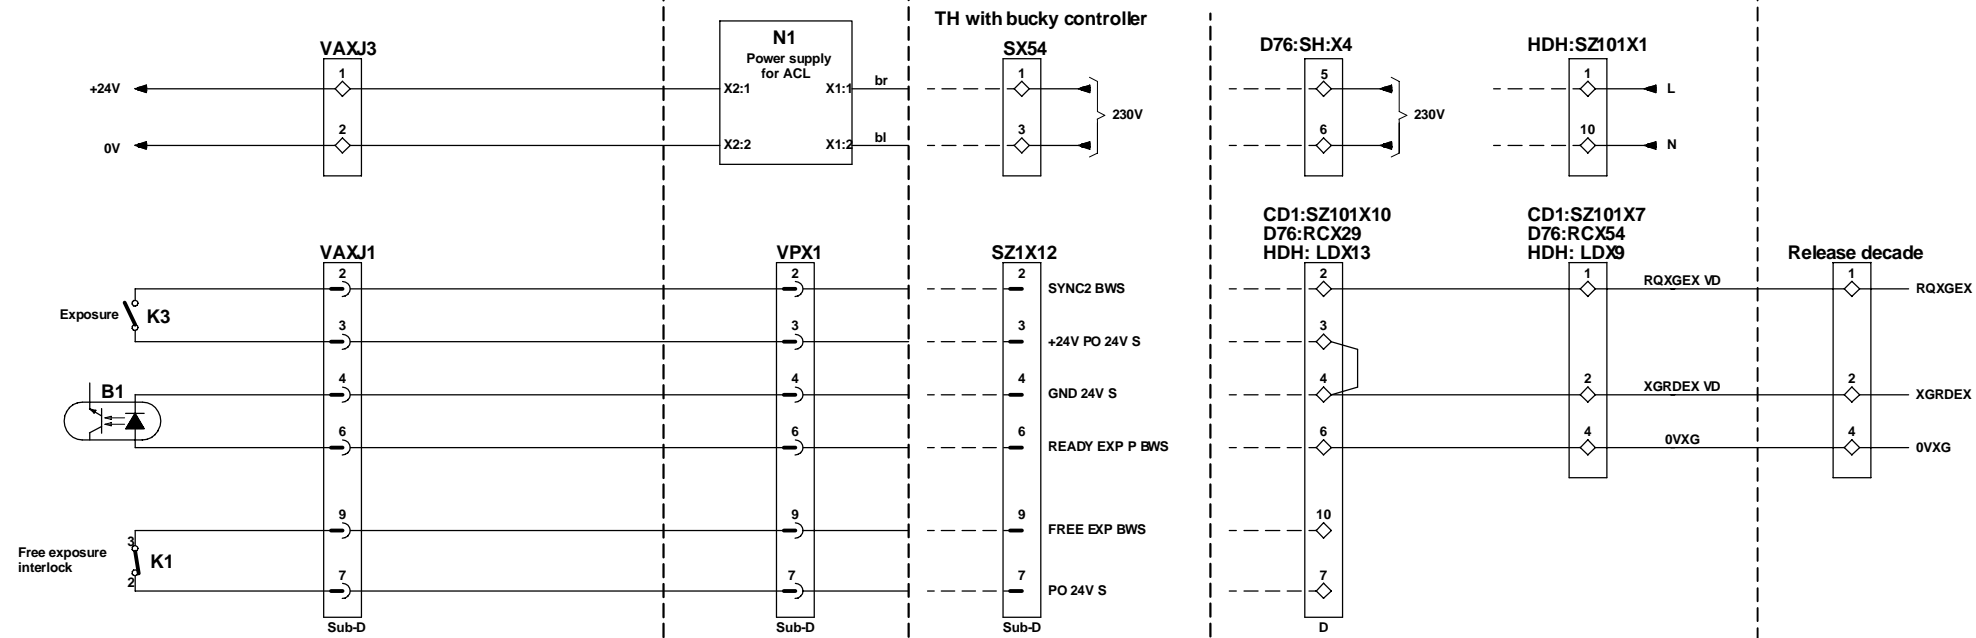 TH with bucky controller
VAXJ3
1
+24V
2
0V
N1
Power supply
for ACL
X2:1
X1:1
br
X2:2
X1:2
bl
SX54
1
3
230V
D76:SH:X4
5
6
230V
HDH:SZ101X1
1
L
10
N
VAXJ1
2
3
4
6
9
7
Sub-D
Exposure
K3
B1
Free exposure
interlock
3
K1
2
VPX1
2
3
4
6
9
7
Sub-D
SZ1X12
2
SYNC2 BWS
3
+24V PO 24V S
4
GND 24V S
6
READY EXP P BWS
9
FREE EXP BWS
7
PO 24V S
Sub-D
CD1:SZ101X10
D76:RCX29
HDH: LDX13
2
3
4
6
10
7
D
CD1:SZ101X7
D76:RCX54
HDH: LDX9
1
RQXGEX VD
2
XGRDEX VD
4
0VXG
Release decade
1
RQXGEX
2
XGRDEX
4
0VXG